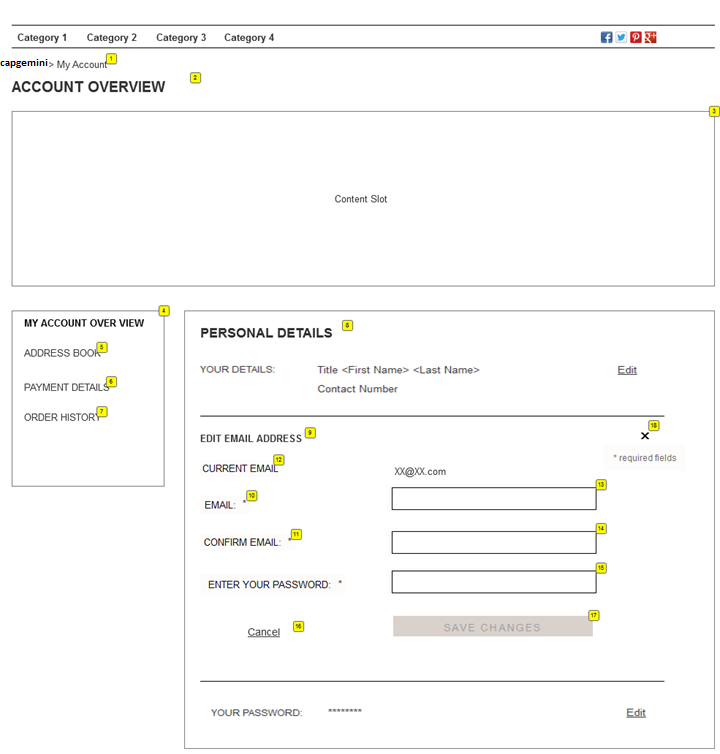 Category 1 Category 2 Category 3 Category 4
capgemini > My Account 1
ACCOUNT OVERVIEW 2
3
Content Slot
4
MY ACCOUNT OVER VIEW
ADDRESS BOOK 5
PAYMENT DETAILS 6
ORDER HISTORY 7
PERSONAL DETAILS 8
YOUR DETAILS: Title <First Name> <Last Name> Edit
Contact Number
EDIT EMAIL ADDRESS 9 18
x
* required fields
CURRENT EMAIL 12 XX@XX.com
EMAIL: * 10 13
CONFIRM EMAIL: * 11 14
ENTER YOUR PASSWORD: * 15
Cancel 16 SAVE CHANGES 17
YOUR PASSWORD: ******** Edit